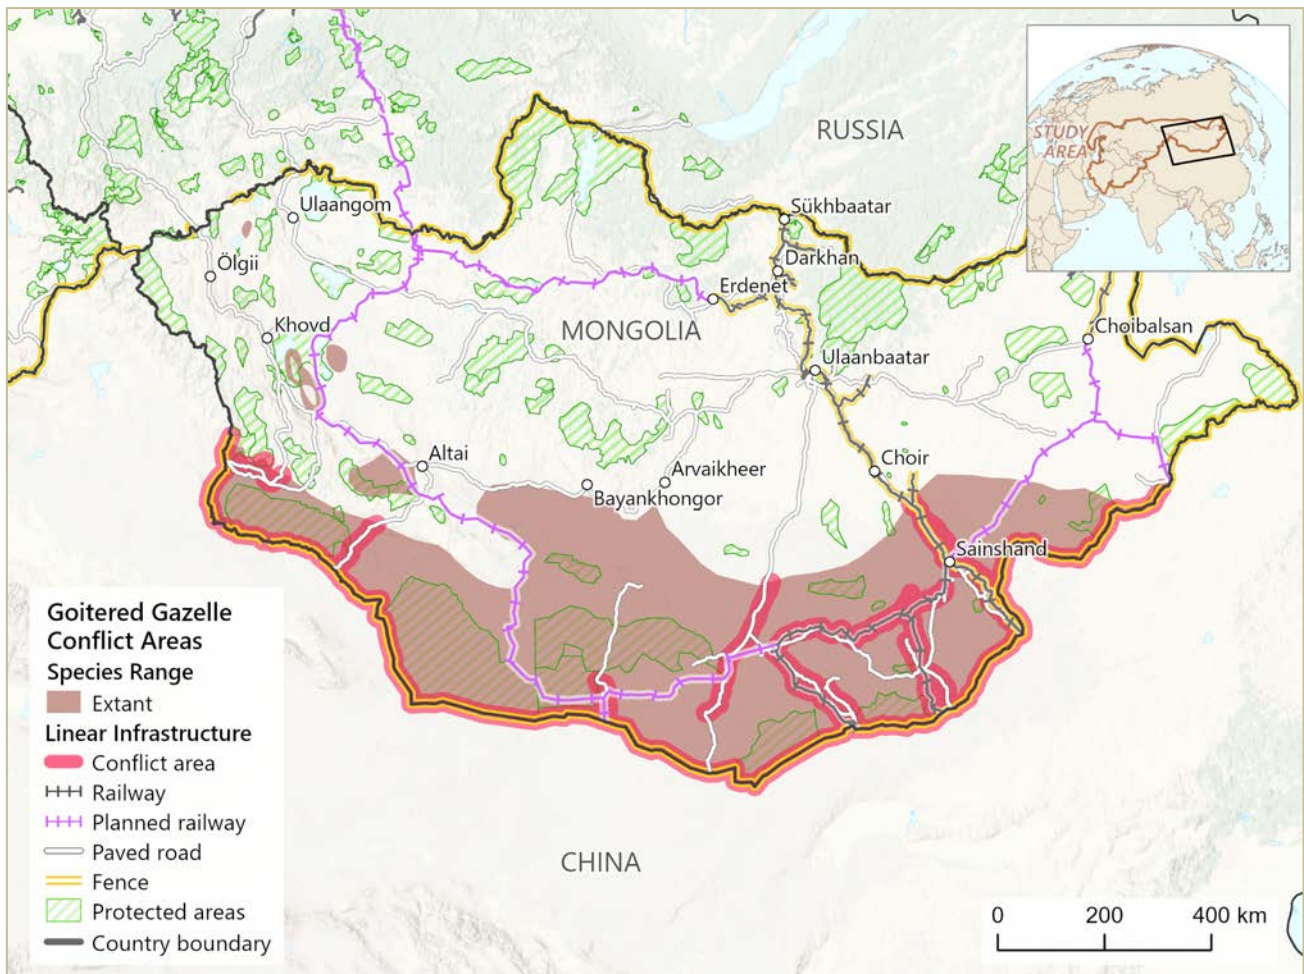 RUSSIA
STUDY
AREA
Ulaangom
Sükhbaatar
Ölgii
Darkhan
Erdenet
Khovd
MONGOLIA
Choibalsan
Ulaanbaatar
Altai
Arvaikheer
Choir
Bayankhongor
Sainshand
Goitered Gazelle
Conflict Areas
Species Range
Extant
Linear Infrastructure
Conflict area
Railway
Planned railway
Paved road
Fence
Protected areas
Country boundary
CHINA
0 200 400 km